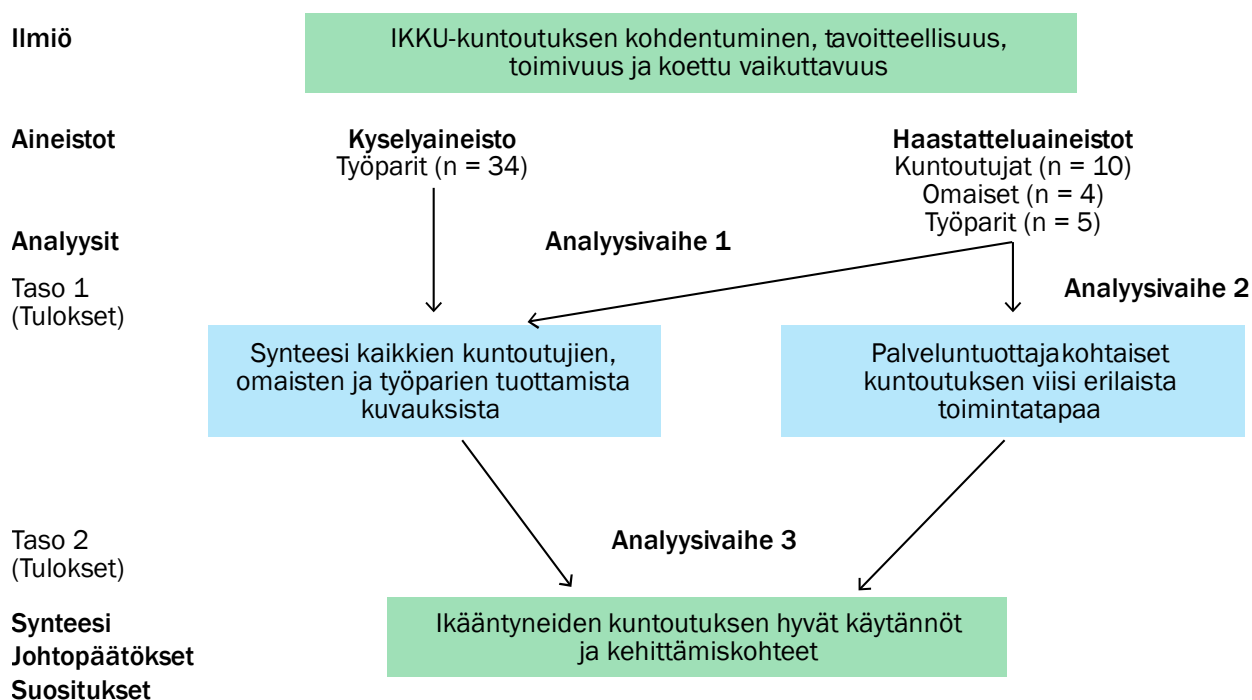 Ilmiö
IKKU-kuntoutuksen kohdentuminen, tavoitteellisuus,
toimivuus ja koettu vaikuttavuus
Aineistot
Kyselyaineisto
Työparit (n = 34)
Haastatteluaineistot
Kuntoutujat (n = 10)
Omaiset (n = 4)
Työparit (n = 5)
Analyysit
Analyysivaihe 1
Taso 1
(Tulokset)
Analyysivaihe 2
Synteesi kaikkien kuntoutujien,
omaisten ja työparien tuottamista
kuvauksista
Palveluntuottajakohtaiset
kuntoutuksen viisi erilaista
toimintatapaa
Taso 2
(Tulokset)
Analyysivaihe 3
Synteesi
Johtopäätökset
Suositukset
Ikääntyneiden kuntoutuksen hyvät käytännöt
ja kehittämiskohteet